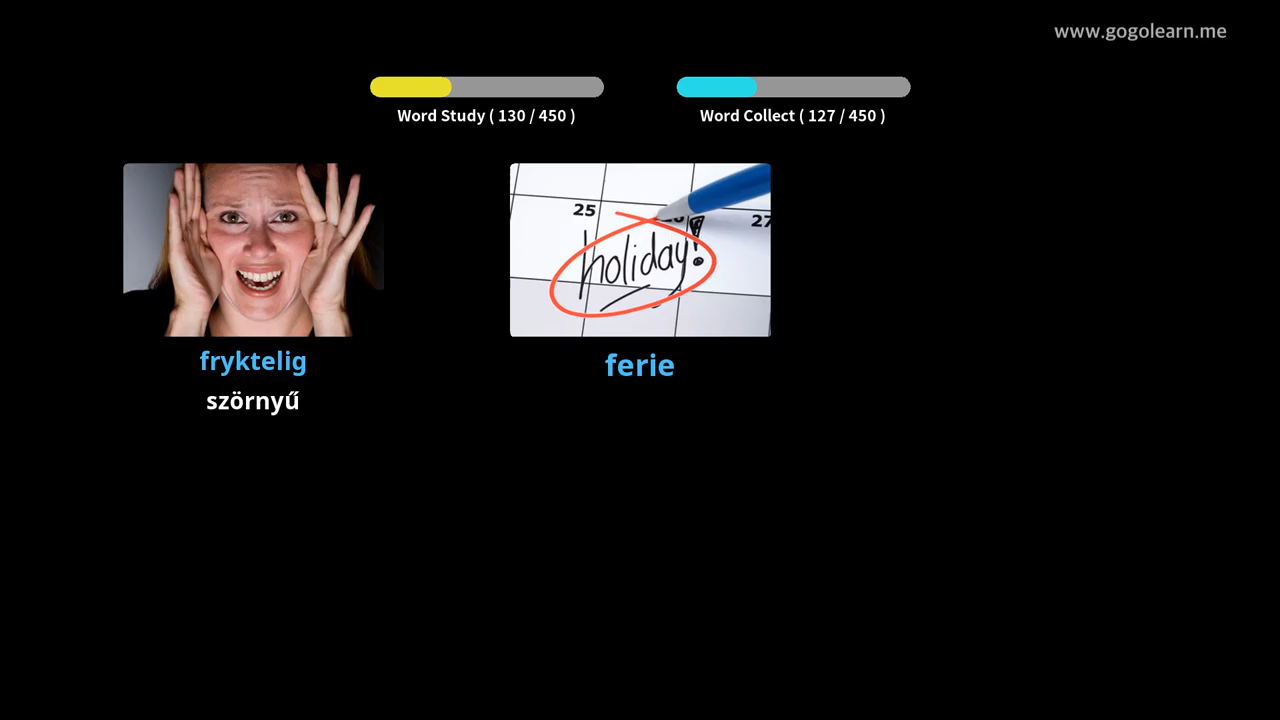 www.gogolearn.me
Word Study ( 130 / 450 )
Word Collect ( 127 / 450 )
25
27
holiday!
fryktelig
ferie
szörnyű